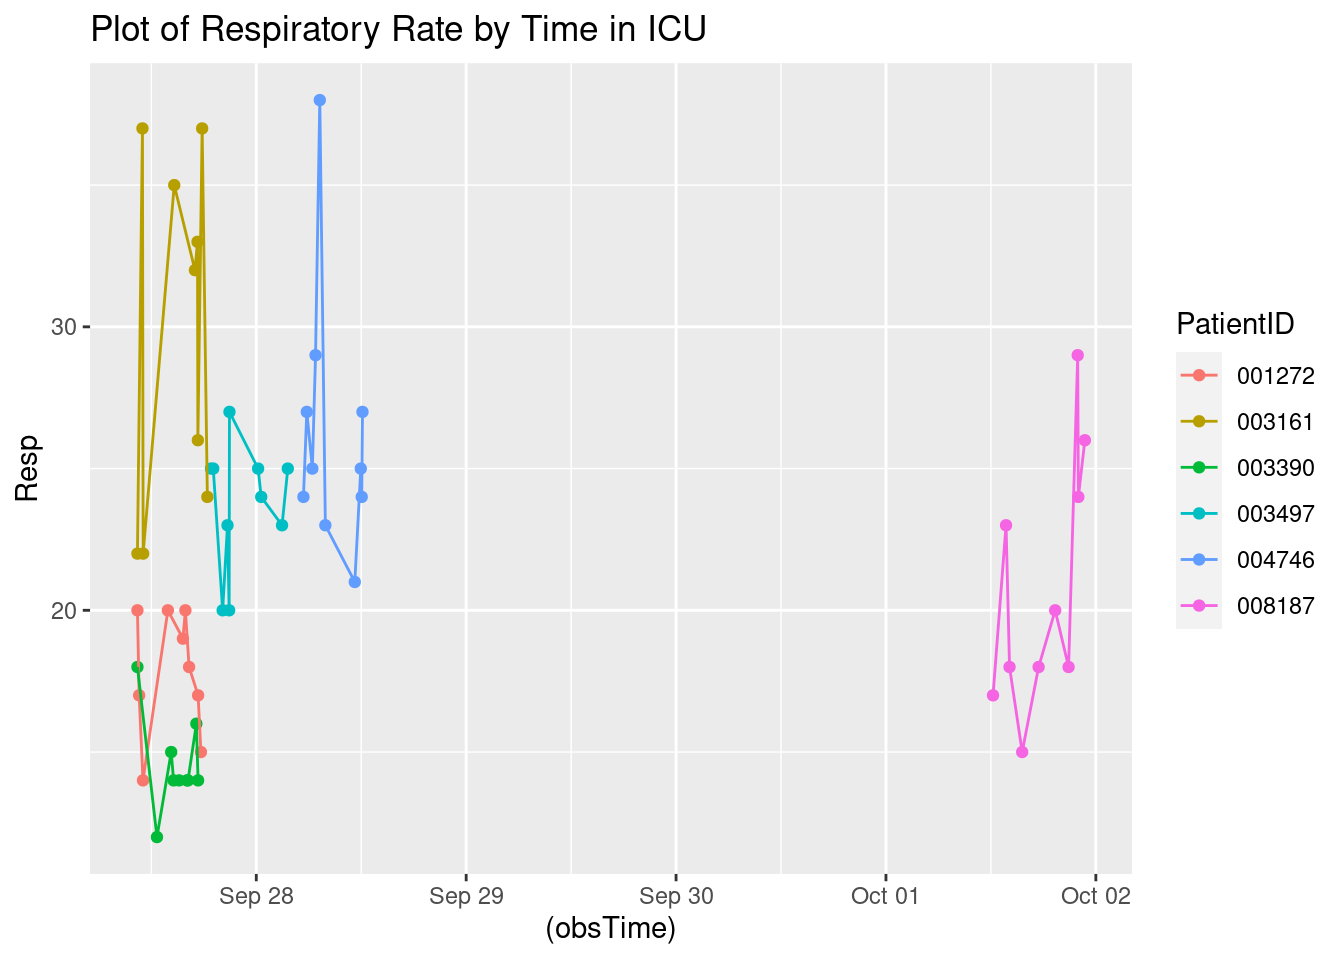 Plot of Respiratory Rate by Time in ICU
Resp
30
20
Sep 28
Sep 29
Sep 30
Oct 01
Oct 02
(obsTime)
PatientID
001272
003161
003390
003497
004746
008187